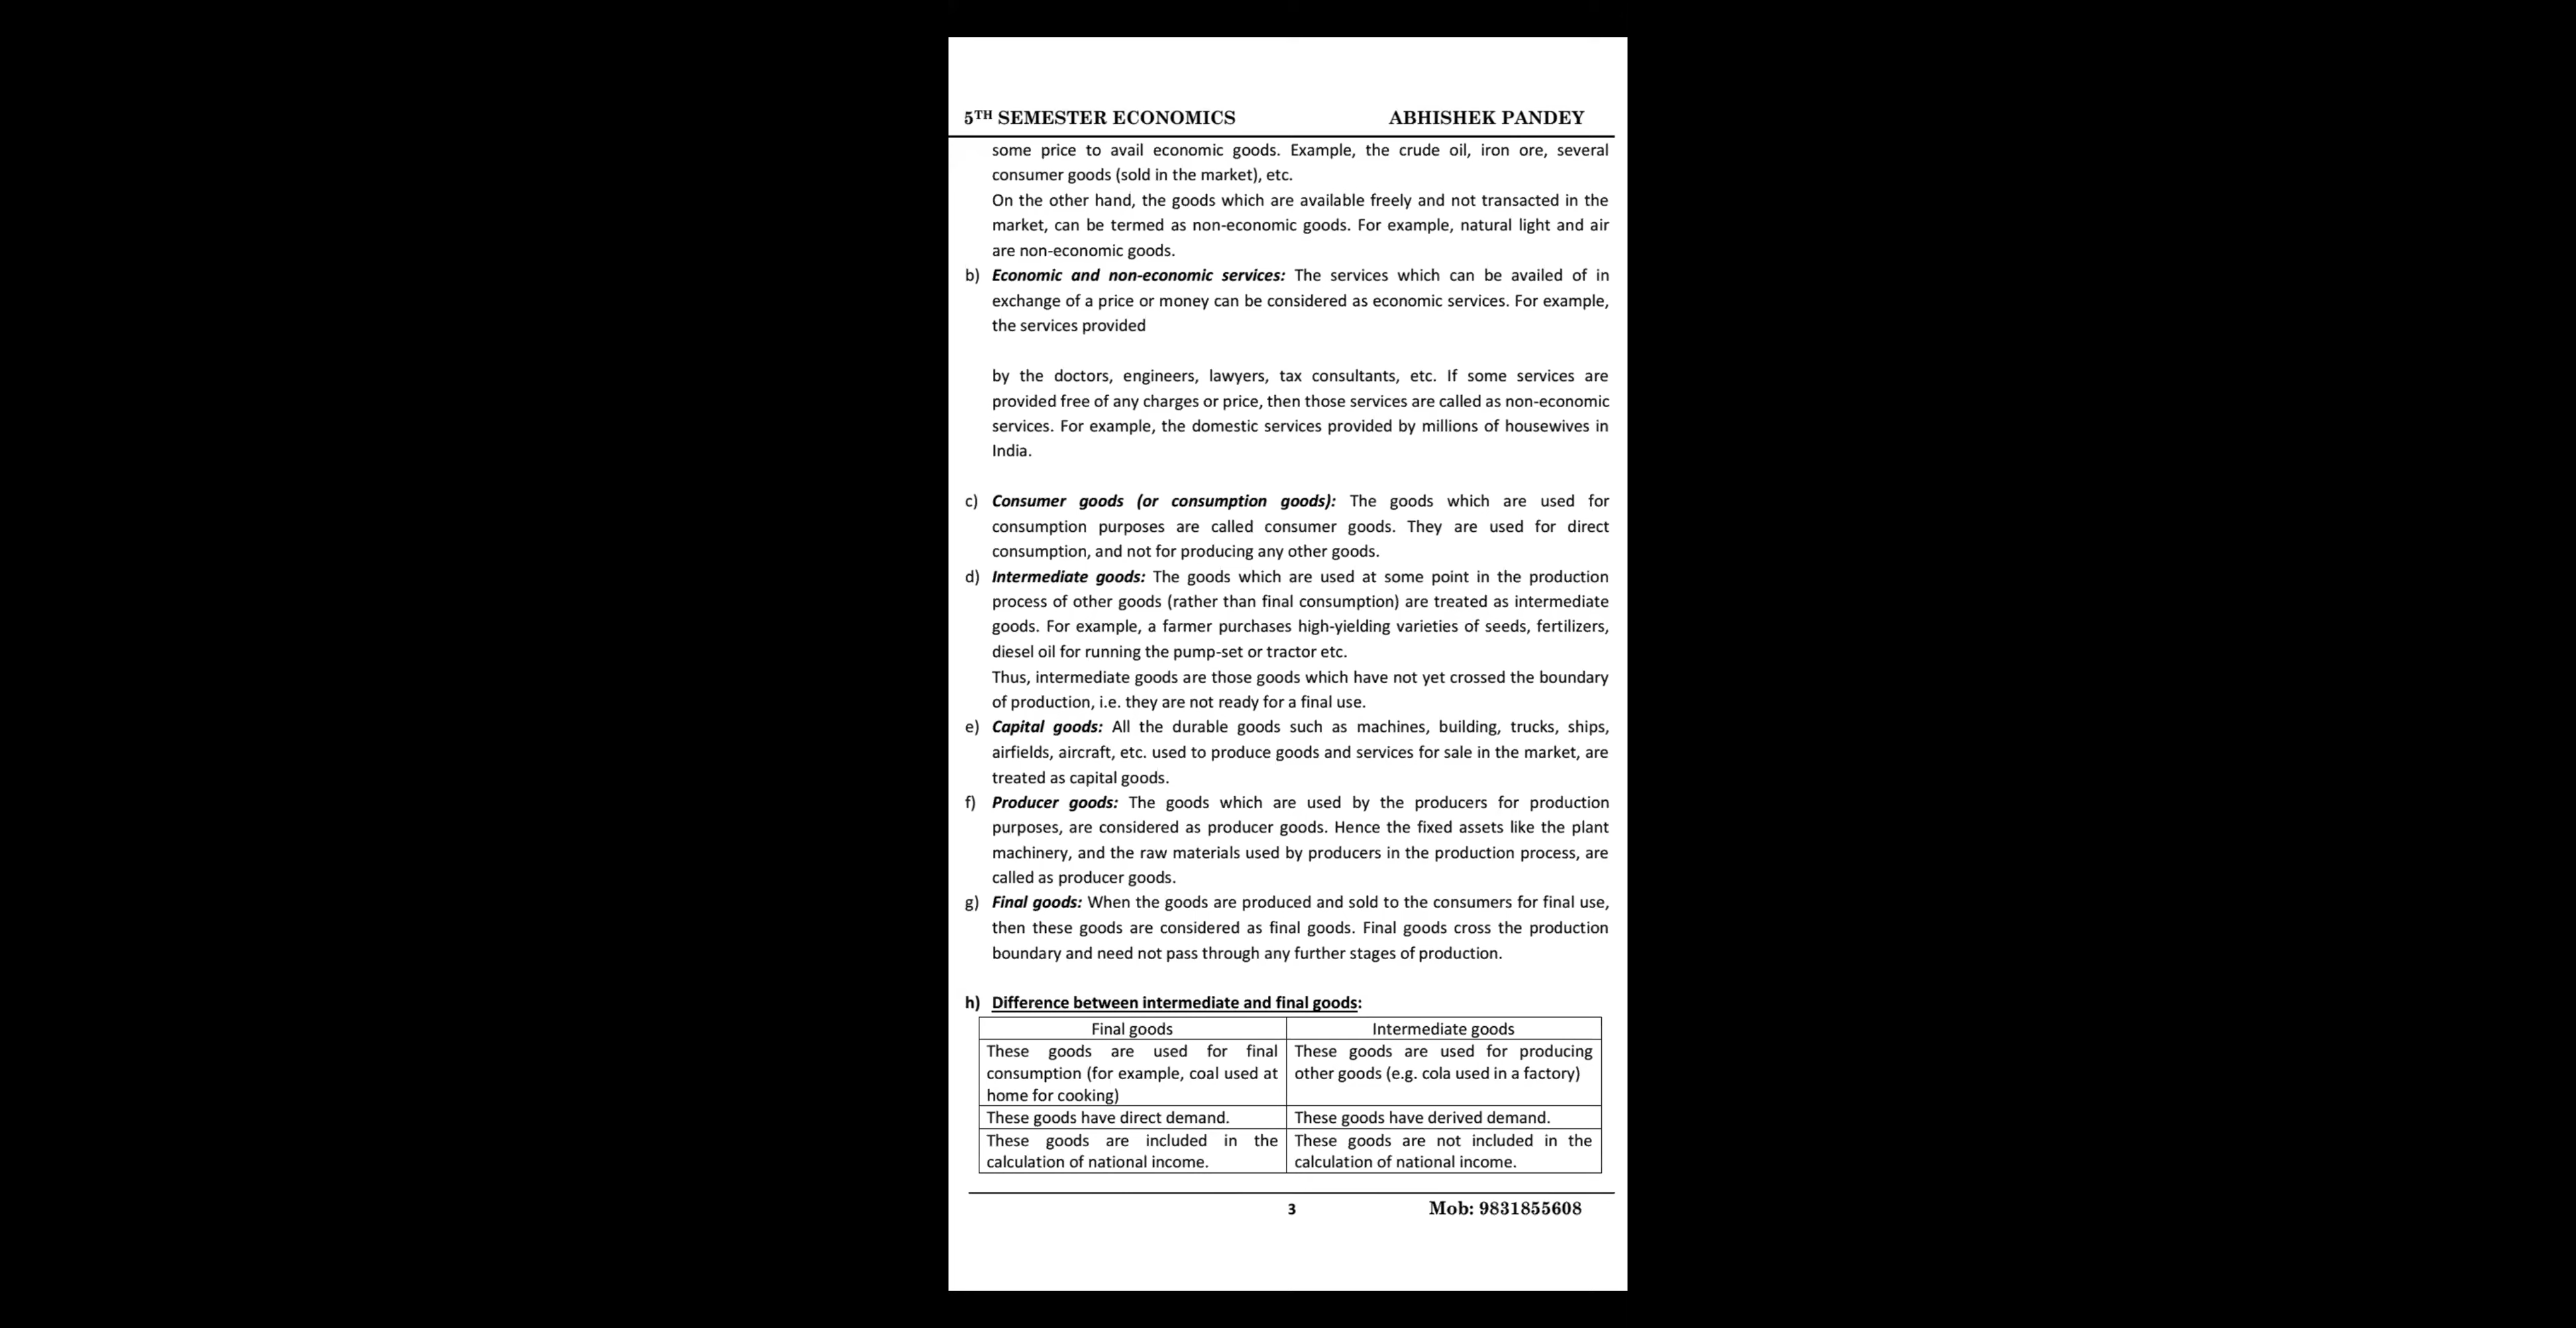 5TH SEMESTER ECONOMICS ABHISHEK PANDEY
some price to avail economic goods. Example, the crude oil, iron ore, several
consumer goods (sold in the market), etc.
On the other hand, the goods which are available freely and not transacted in the
market, can be termed as non-economic goods. For example, natural light and air
are non-economic goods.
b) Economic and non-economic services: The services which can be availed of in
exchange of a price or money can be considered as economic services. For example,
the services provided
by the doctors, engineers, lawyers, tax consultants, etc. If some services are
provided free of any charges or price, then those services are called as non-economic
services. For example, the domestic services provided by millions of housewives in
India.
c) Consumer goods (or consumption goods): The goods which are used for
consumption purposes are called consumer goods. They are used for direct
consumption, and not for producing any other goods.
d) Intermediate goods: The goods which are used at some point in the production
process of other goods (rather than final consumption) are treated as intermediate
goods. For example, a farmer purchases high-yielding varieties of seeds, fertilizers,
diesel oil for running the pump-set or tractor etc.
Thus, intermediate goods are those goods which have not yet crossed the boundary
of production, i.e. they are not ready for a final use.
e) Capital goods: All the durable goods such as machines, building, trucks, ships,
airfields, aircraft, etc. used to produce goods and services for sale in the market, are
treated as capital goods.
f) Producer goods: The goods which are used by the producers for production
purposes, are considered as producer goods. Hence the fixed assets like the plant
machinery, and the raw materials used by producers in the production process, are
called as producer goods.
g) Final goods: When the goods are produced and sold to the consumers for final use,
then these goods are considered as final goods. Final goods cross the production
boundary and need not pass through any further stages of production.
h) Difference between intermediate and final goods:
Final goods
Intermediate goods
These goods are used for final
consumption (for example, coal used at
home for cooking)
These goods are used for producing
other goods (e.g. cola used in a factory)
These goods have direct demand.
These goods have derived demand.
These goods are included in the
calculation of national income.
These goods are not included in the
calculation of national income.
3 Mob: 9831855608